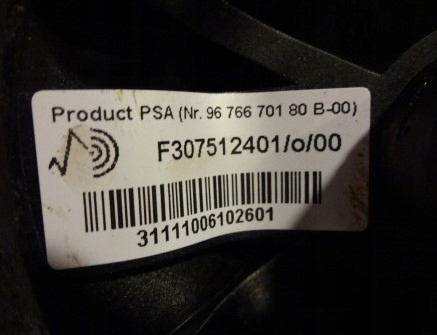 Product PSA (Nr. 96 766 701 80 B-00)
F307512401/o/00
31111006102601